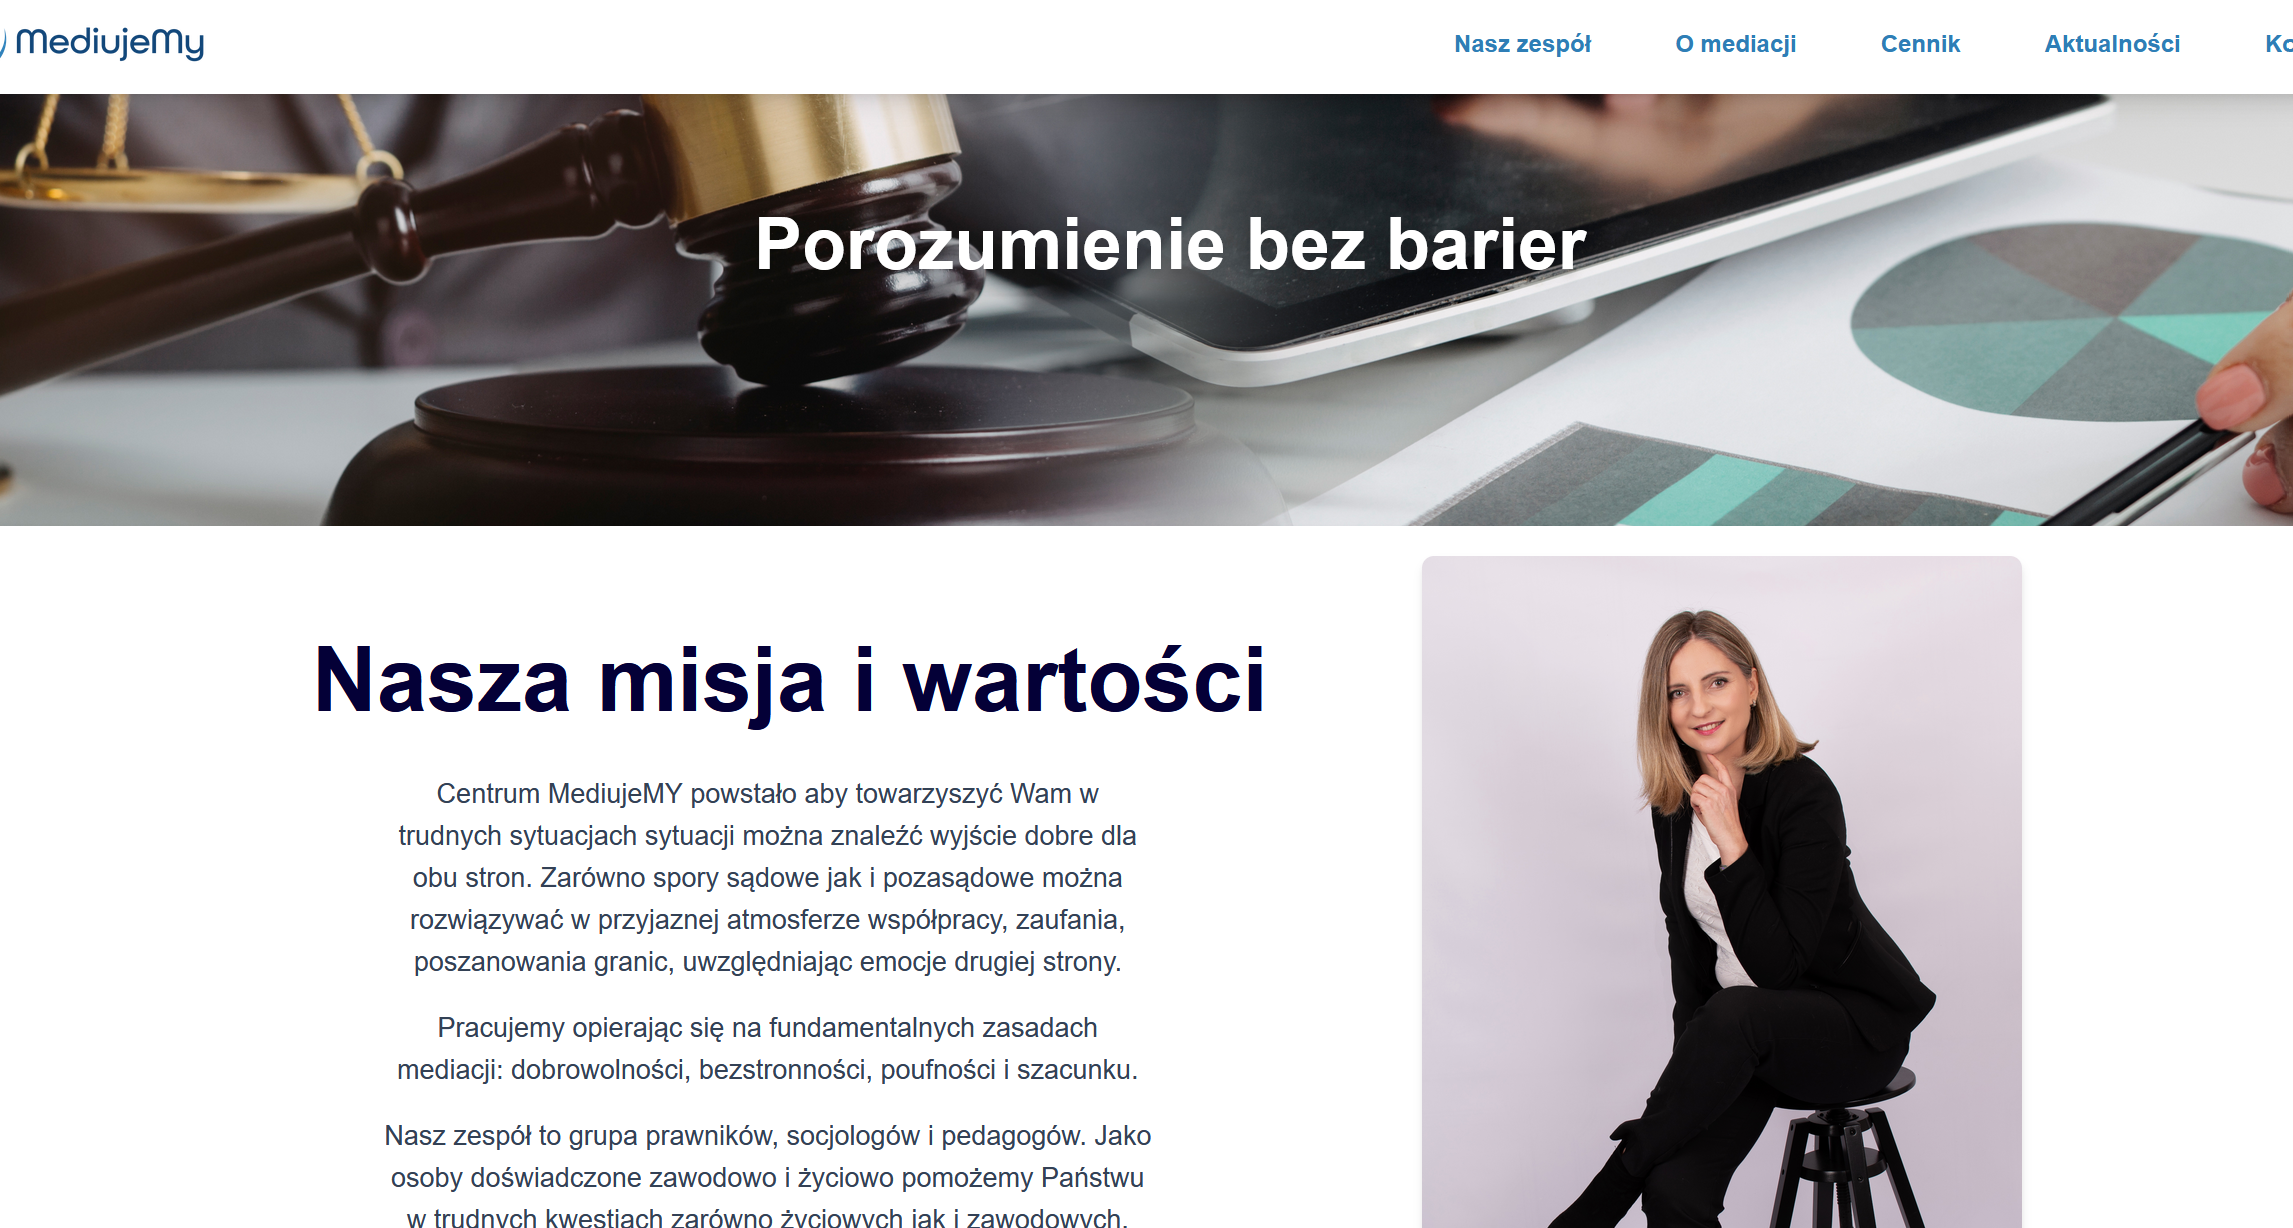 MediujeMy
Nasz zespół
O mediacji
Cennik
Aktualności
Porozumienie bez barier
Nasza misja i wartości
Centrum MediujeMY powstało aby towarzyszyć Wam w
trudnych sytuacjach sytuacji można znaleźć wyjście dobre dla
obu stron. Zarówno spory sądowe jak i pozasądowe można
rozwiązywać w przyjaznej atmosferze współpracy, zaufania,
poszanowania granic, uwzględniając emocje drugiej strony.
Pracujemy opierając się na fundamentalnych zasadach
mediacji: dobrowolności, bezstronności, poufności i szacunku.
Nasz zespół to grupa prawników, socjologów i pedagogów. Jako
osoby doświadczone zawodowo i życiowo pomożemy Państwu
w trudnych kwestiach zarówno życiowych jak i zawodowych.